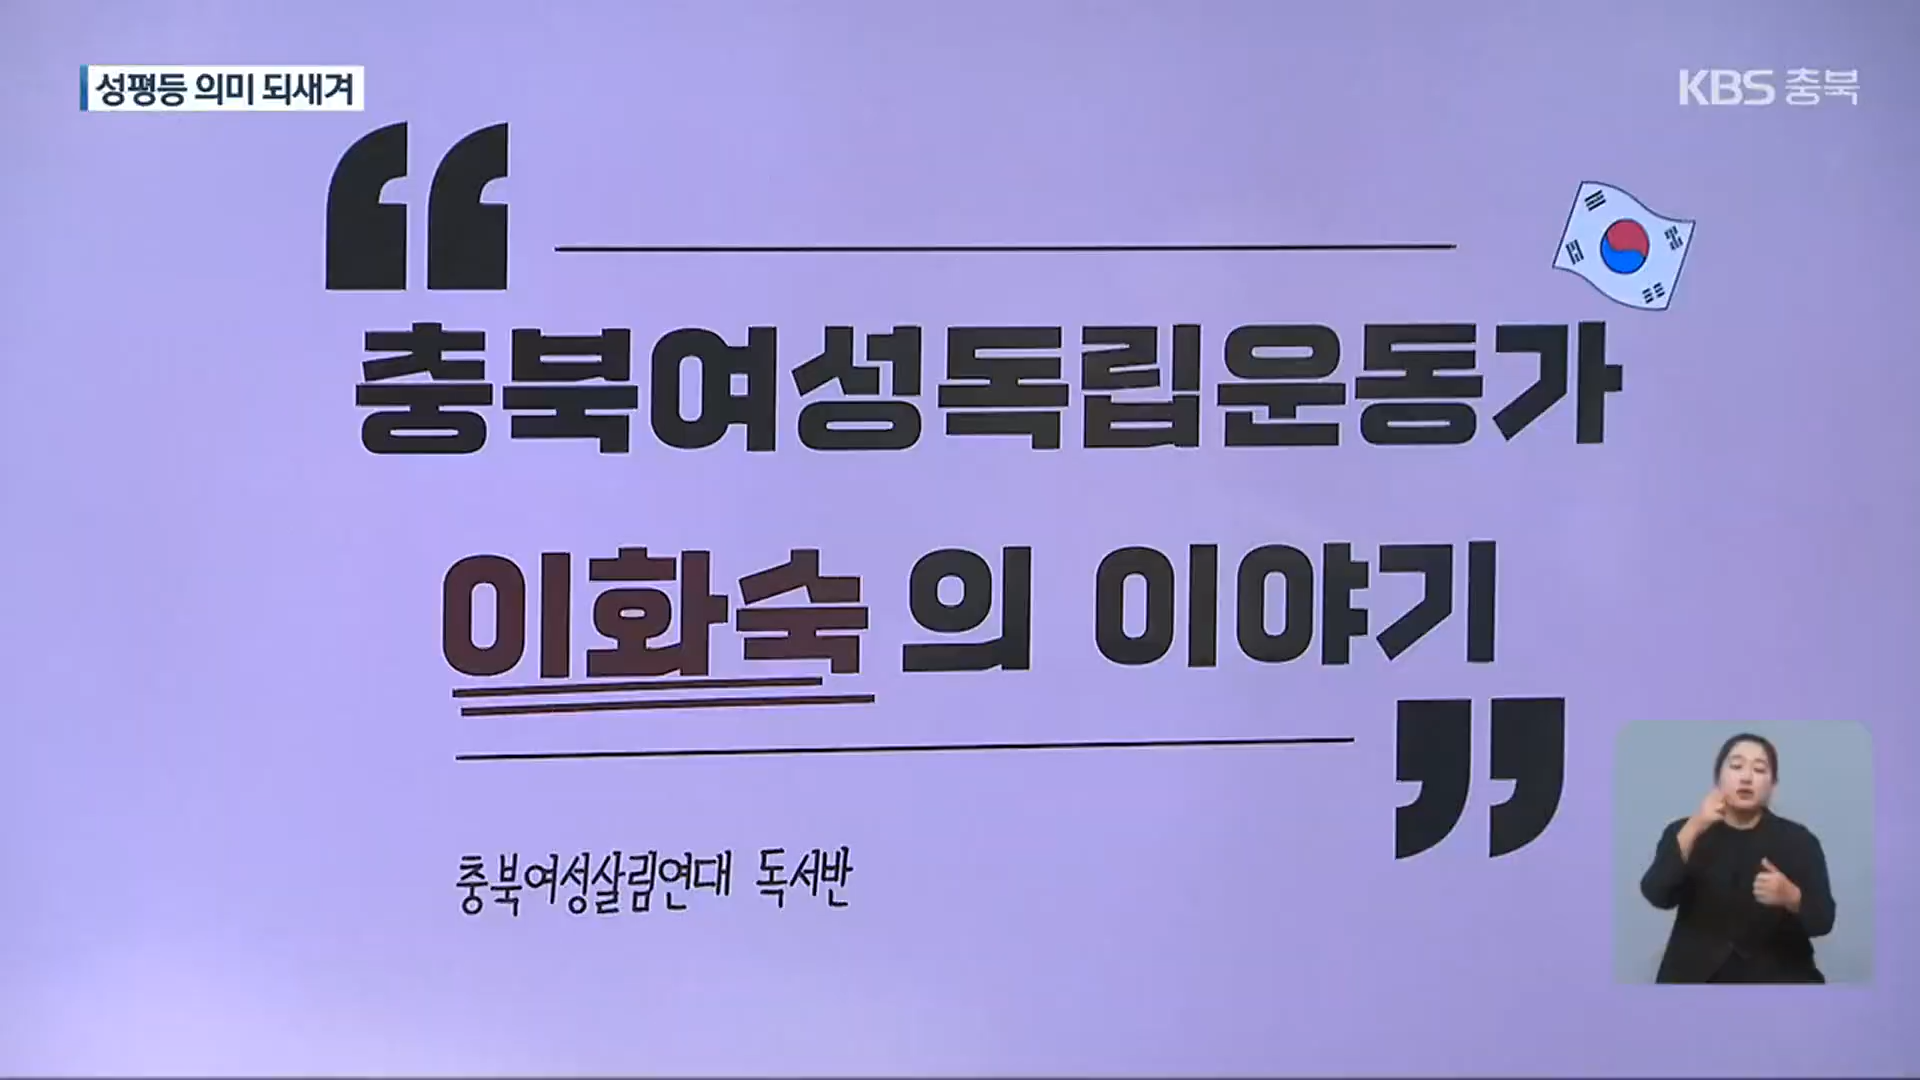 성평등 의미 되새겨
KBS 충북
“
충북여성독립운동가
이화숙의 이야기
”
충북여성살림연대 독서반